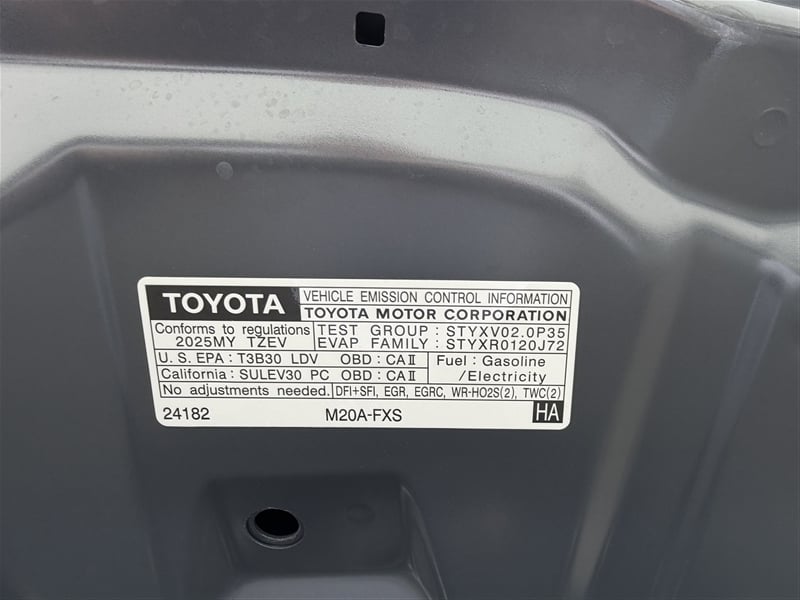 TOYOTA
VEHICLE EMISSION CONTROL INFORMATION
TOYOTA MOTOR CORPORATION
Conforms to regulations
2025MY TZEV
TEST GROUP : STYXV02.0P35
EVAP FAMILY : STYXR0120J72
U. S. EPA : T3B30 LDV OBD : CAⅡ
California : SULEV30 PC OBD : CAⅡ
Fuel : Gasoline
/Electricity
No adjustments needed.
DFI+SFI, EGR, EGRC, WR-HO2S(2), TWC(2)
24182 M20A-FXS HA